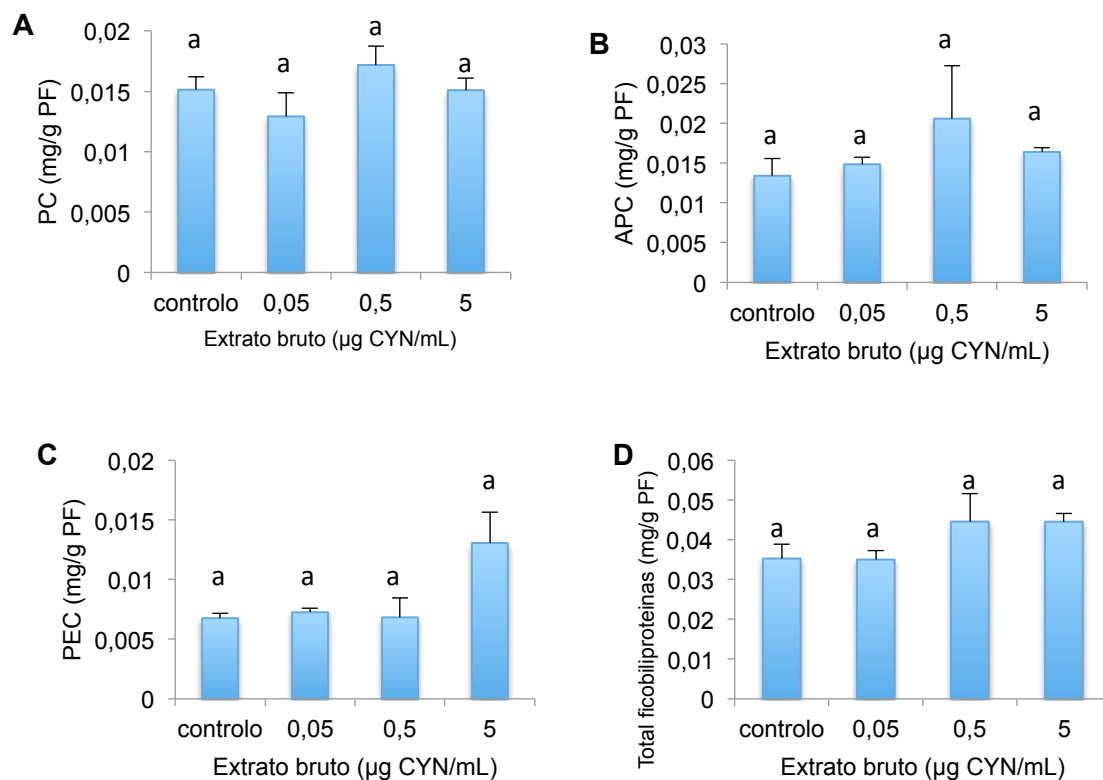 A
PC (mg/g PF)
0,02
0,015
0,01
0,005
0
a
a
a
a
controlo 0,05 0,5 5
Extrato bruto (µg CYN/mL)
B
APC (mg/g PF)
0,03
0,025
0,02
0,015
0,01
0,005
0
a
a
a
a
controlo 0,05 0,5 5
Extrato bruto (µg CYN/mL)
C
PEC (mg/g PF)
0,02
0,015
0,01
0,005
0
a
a
a
a
controlo 0,05 0,5 5
Extrato bruto (µg CYN/mL)
D
Total ficobiliproteinas (mg/g PF)
0,06
0,05
0,04
0,03
0,02
0,01
0
a
a
a
a
controlo 0,05 0,5 5
Extrato bruto (µg CYN/mL)